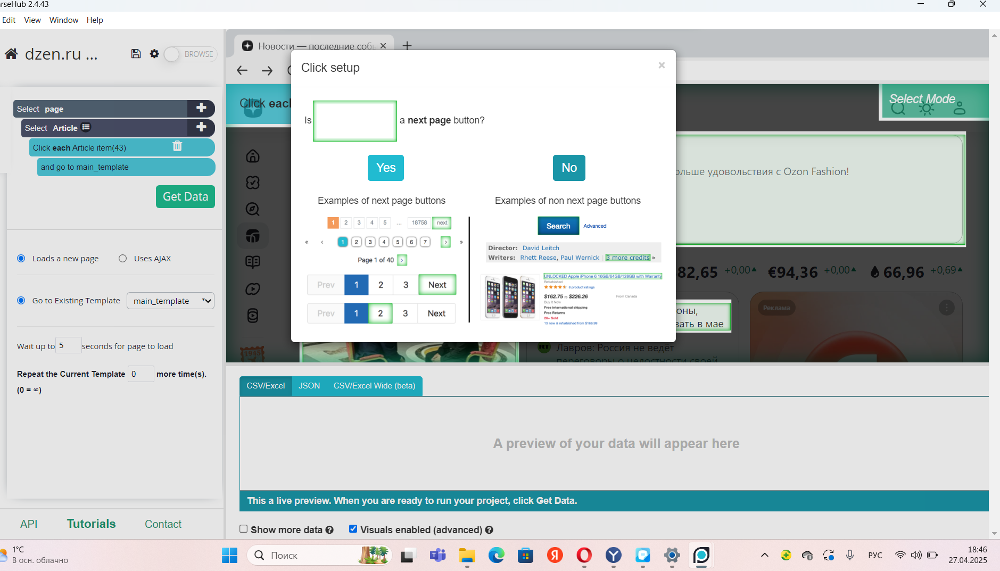 rseHub 2.4.43
Edit View Window Help
dzen.ru ...
BROWSE
Select page
Select Article
Click each Article item(43)
and go to main_template
Get Data
Loads a new page
Uses AJAX
Go to Existing Template
main_template
Wait up to 5 seconds for page to load
Repeat the Current Template 0 more time(s).
(0 = ∞)
API
Tutorials
Contact
Новости — последние собы
Click each
Select Mode
Click setup
×
Is a next page button?
Yes
No
Examples of next page buttons
1 2 3 4 5 ... 18758 next
« ‹ 1 2 3 4 5 6 7 › »
Page 1 of 40 >
Prev 1 2 3 Next
Prev 1 2 3 Next
Examples of non next page buttons
Search Advanced
Director: David Leitch
Writers: Rhett Reese, Paul Wernick | 3 more credits »
UNLOCKED Apple iPhone 6 16GB/64GB/128GB with Warranty
Refurbished
6 product ratings
$162.75 to $226.26
From Canada
Buy It Now
Free international shipping
Free Returns
28+ Sold
13 new & refurbished from $166.99
ольше удовольствия с Ozon Fashion!
82,65 +0,00 €94,36 +0,00 66,96 +0,69
оны,
вать в мае
Реклама
1945
RT
Лавров: Россия не ведёт
переговоры о целостности своей
CSV/Excel
JSON
CSV/Excel Wide (beta)
A preview of your data will appear here
This a live preview. When you are ready to run your project, click Get Data.
Show more data
Visuals enabled (advanced)
1°C
В осн. облачно
Поиск
РУС
18:46
27.04.2025